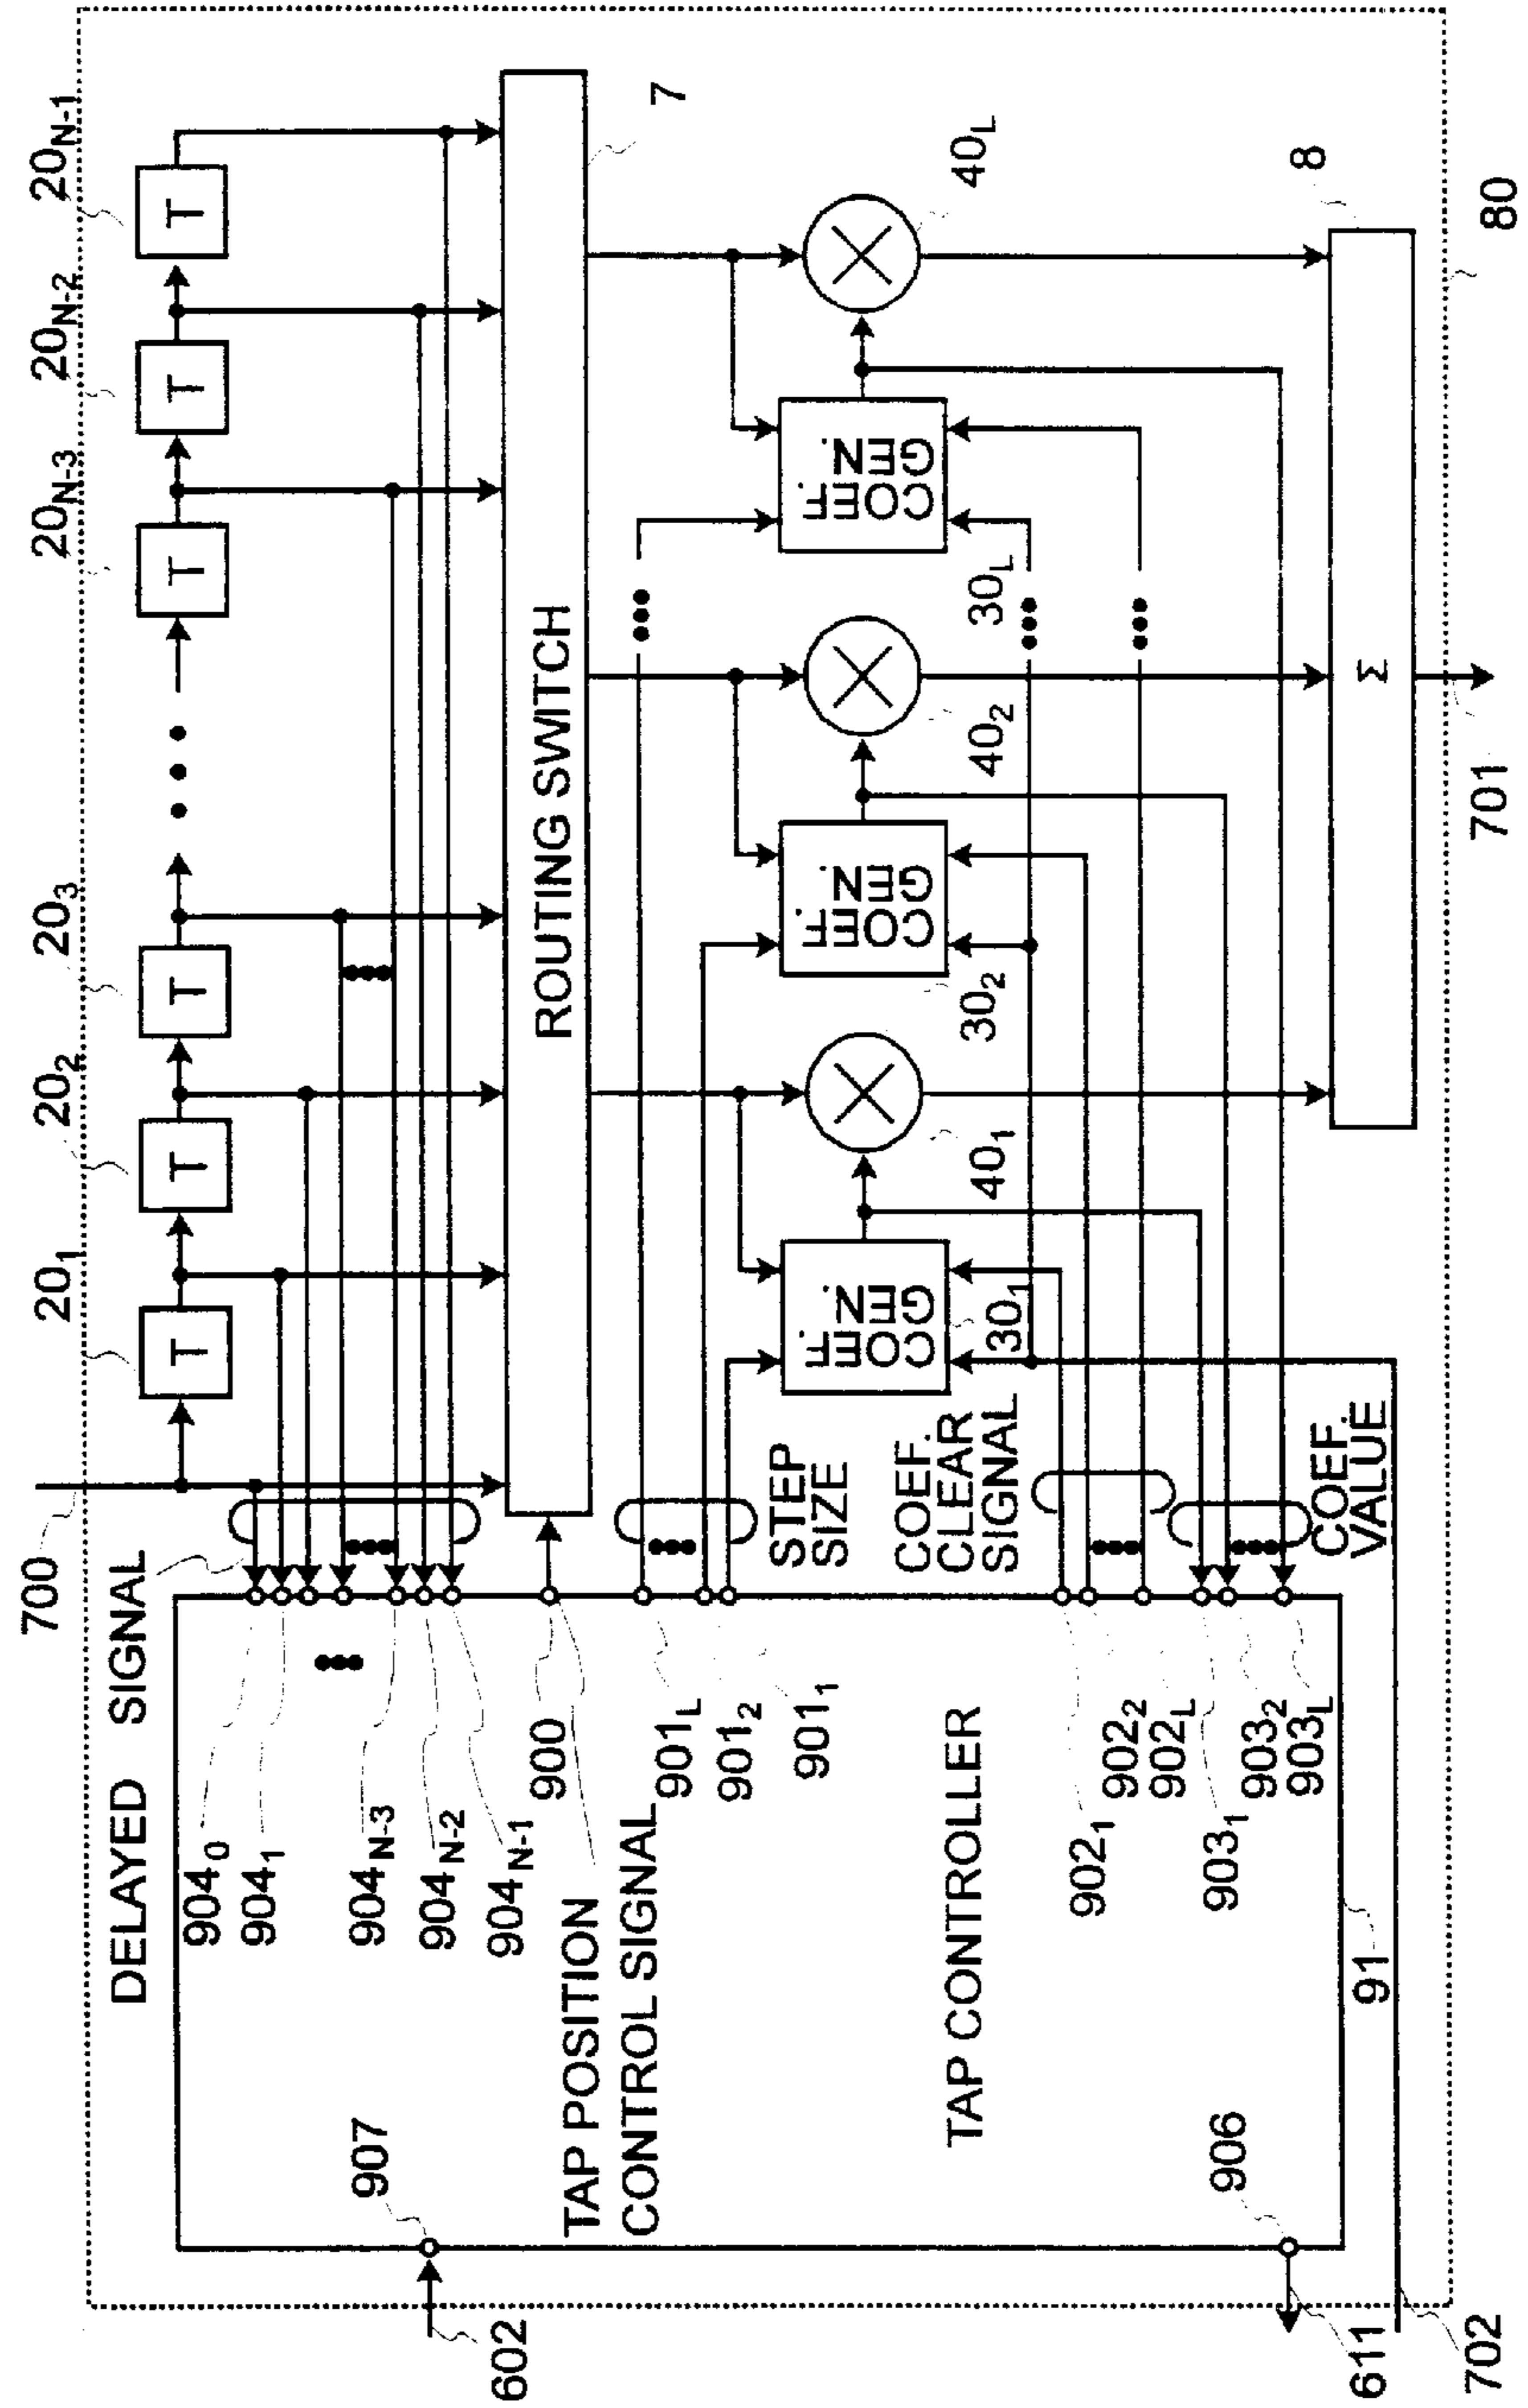 700
20₁
20₂
20₃
20N-3
20N-2
20N-1
T
T
T
T
T
T
DELAYED SIGNAL
904₀
904₁
904N-3
904N-2
904N-1
900
TAP POSITION
CONTROL SIGNAL
907
602
ROUTING SWITCH
7
901L
901₂
901₁
STEP
SIZE
COEF.
GEN.
COEF.
GEN.
COEF.
GEN.
30₁
30₂
30L
40₁
40₂
40L
COEF.
CLEAR
SIGNAL
TAP CONTROLLER
902₁
902₂
902L
903₁
903₂
903L
COEF.
VALUE
906
91
611
702
Σ
8
701
80